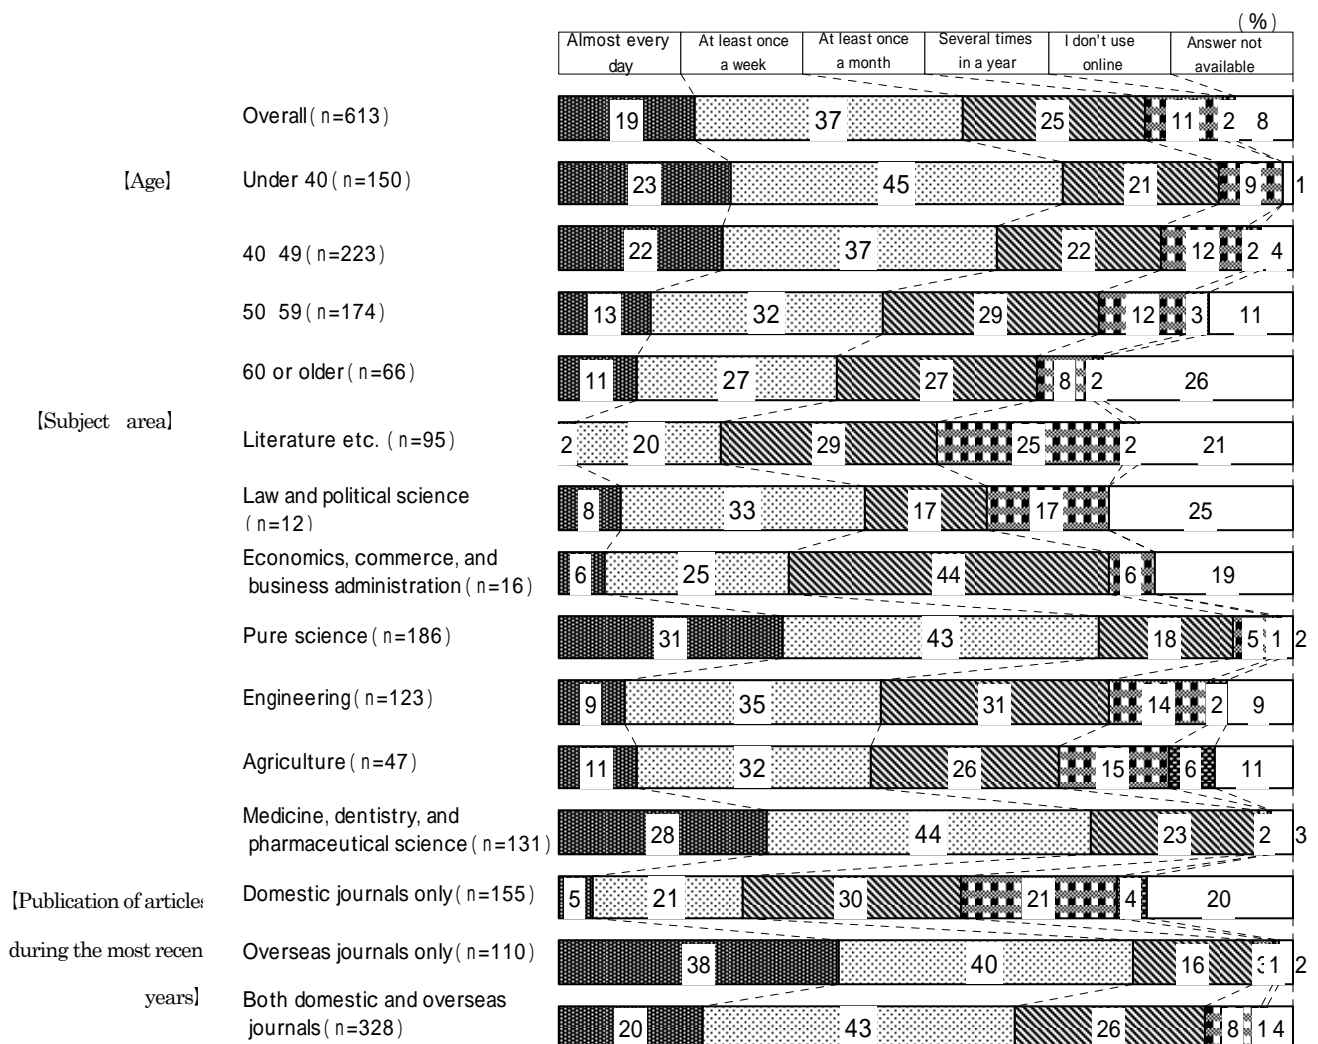 (%)
Almost every day
At least once a week
At least once a month
Several times in a year
I don't use online
Answer not available
Overall(n=613) 19 37 25 11 2 8
【Age】 Under 40(n=150) 23 45 21 9 1
40 49(n=223) 22 37 22 12 2 4
50 59(n=174) 13 32 29 12 3 11
60 or older(n=66) 11 27 27 8 2 26
【Subject area】
Literature etc. (n=95) 2 20 29 25 2 21
Law and political science
(n=12) 8 33 17 17 25
Economics, commerce, and
business administration(n=16) 6 25 44 6 19
Pure science(n=186) 31 43 18 5 1 2
Engineering(n=123) 9 35 31 14 2 9
Agriculture(n=47) 11 32 26 15 6 11
Medicine, dentistry, and
pharmaceutical science(n=131) 28 44 23 2 3
【Publication of articles Domestic journals only(n=155) 5 21 30 21 4 20
during the most recen Overseas journals only(n=110) 38 40 16 3 1 2
years】 Both domestic and overseas
journals(n=328) 20 43 26 8 1 4